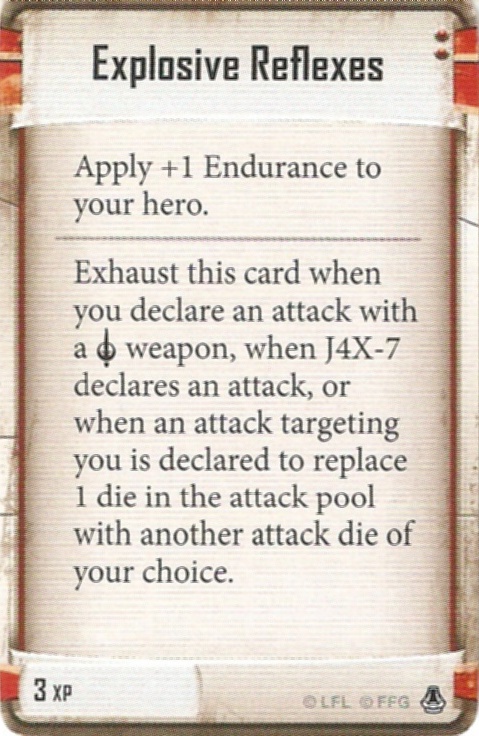 Explosive Reflexes
Apply +1 Endurance to
your hero.
Exhaust this card when
you declare an attack with
a weapon, when J4X-7
declares an attack, or
when an attack targeting
you is declared to replace
1 die in the attack pool
with another attack die of
your choice.
3 XP
© LFL © FFG